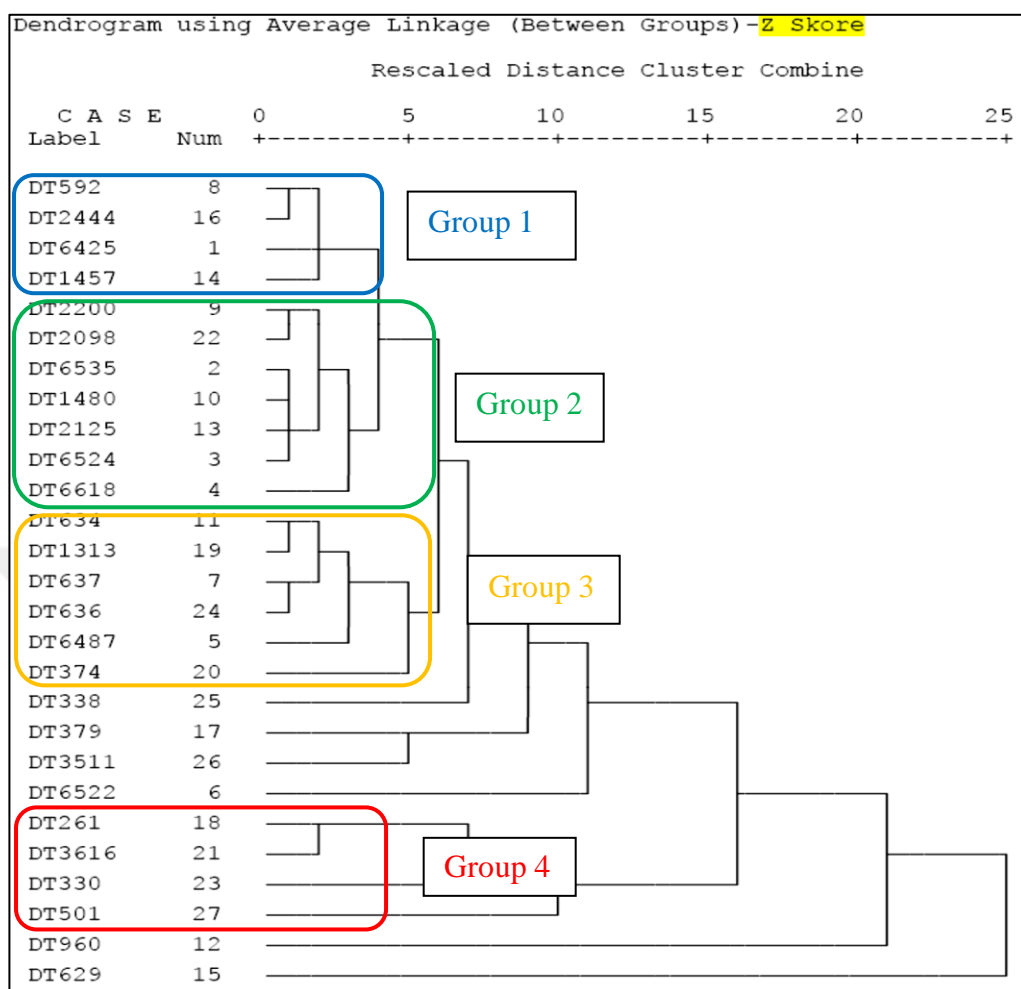 Dendrogram using Average Linkage (Between Groups)-Z Skore
Rescaled Distance Cluster Combine
C A S E 0 5 10 15 20 25
Label Num +---------+---------+---------+---------+---------+
DT592 8
DT2444 16
Group 1
DT6425 1
DT1457 14
DT2200 9
DT2098 22
DT6535 2
DT1480 10
Group 2
DT2125 13
DT6524 3
DT6618 4
DT634 11
DT1313 19
DT637 7
Group 3
DT636 24
DT6487 5
DT374 20
DT338 25
DT379 17
DT3511 26
DT6522 6
DT261 18
DT3616 21
Group 4
DT330 23
DT501 27
DT960 12
DT629 15